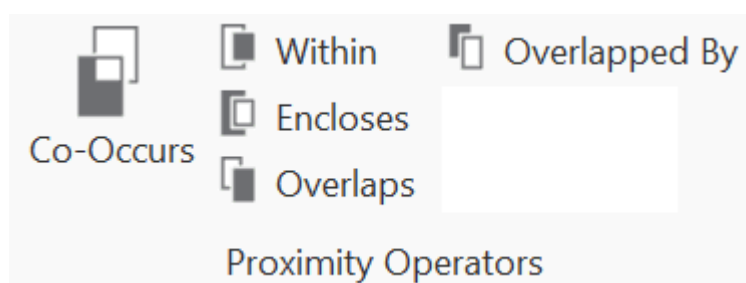 Co-Occurs
Within
Encloses
Overlaps
Overlapped By
Proximity Operators